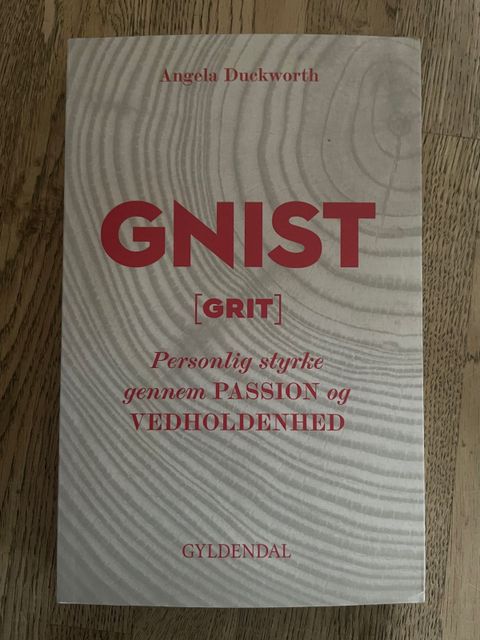 Angela Duckworth
GNIST
[GRIT]
Personlig styrke
gennem PASSION og
VEDHOLDENHED
GYLDENDAL